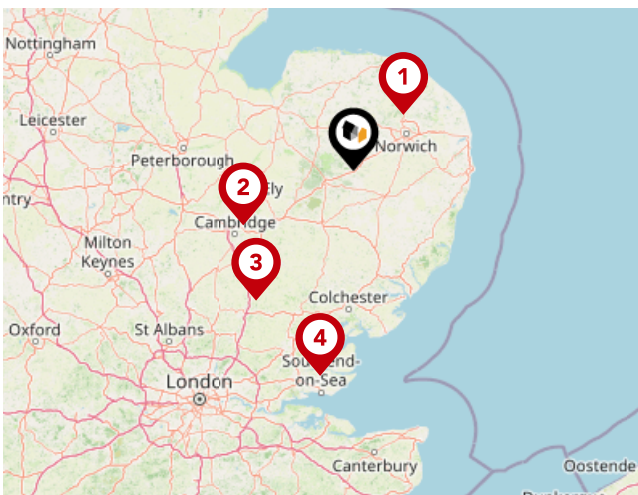 Nottingham
1
Leicester
Norwich
Peterborough
2
Ely
ntry
Cambridge
Milton
Keynes
3
Colchester
Oxford
St Albans
4
on-Sea
London
Canterbury
Oostende